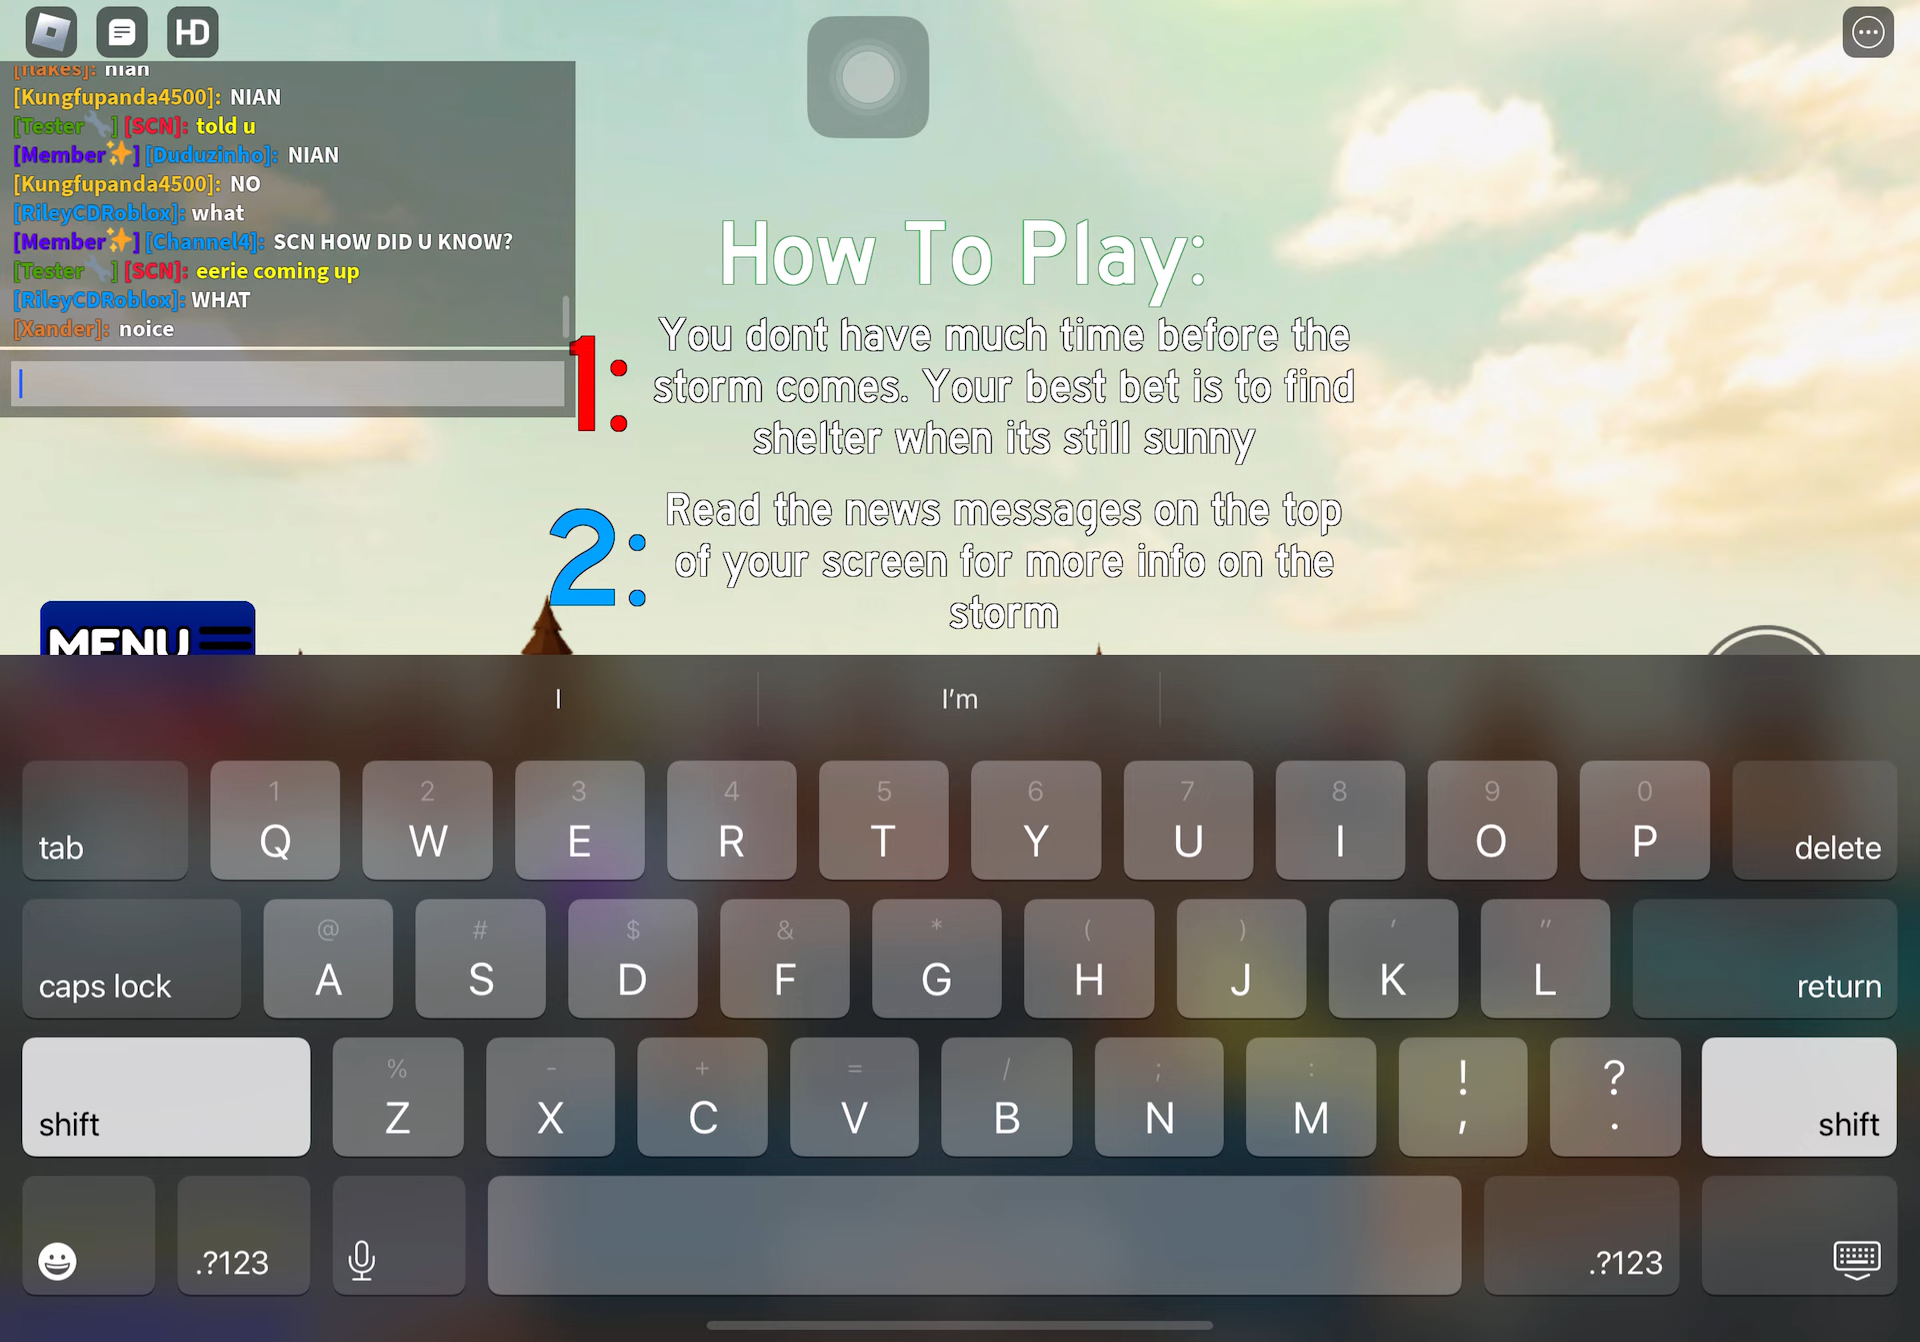 HD
[flakes]: nian
[Kungfupanda4500]: NIAN
[Tester🔧] [SCN]: told u
[Member✨] [Duduzinho]: NIAN
[Kungfupanda4500]: NO
[RileyCDRoblox]: what
[Member✨] [Channel4]: SCN HOW DID U KNOW?
[Tester🔧] [SCN]: eerie coming up
[RileyCDRoblox]: WHAT
[Xander]: noice
How To Play:
1: You dont have much time before the
storm comes. Your best bet is to find
shelter when its still sunny
2: Read the news messages on the top
of your screen for more info on the
storm
MENU
I I'm
1 2 3 4 5 6 7 8 9 0
tab Q W E R T Y U I O P delete
@ # $ & * ( ) ' "
caps lock A S D F G H J K L return
% - + = / ; : ! ?
shift Z X C V B N M , . shift
.?123 .?123